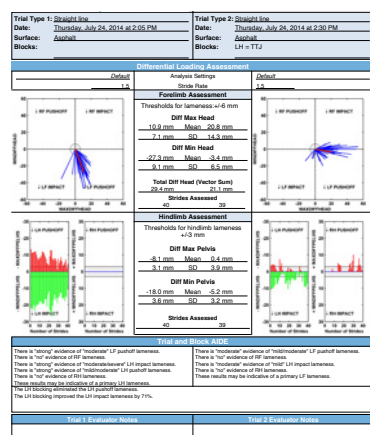 Trial Type 1: Straight line
Date: Thursday, July 24, 2014 at 2:05 PM
Surface: Asphalt
Blocks:
Trial Type 2: Straight line
Date: Thursday, July 24, 2014 at 2:30 PM
Surface: Asphalt
Blocks: LH = TTJ
Differential Loading Assessment
Default Analysis Settings Default
1.5 Stride Rate 1.5
Forelimb Assessment
Thresholds for lameness:+/-6 mm
Diff Max Head
10.9 mm Mean 20.8 mm
7.1 mm SD 14.3 mm
Diff Min Head
-27.3 mm Mean -3.4 mm
9.1 mm SD 6.5 mm
Total Diff Head (Vector Sum)
29.4 mm 21.1 mm
Strides Assessed
40 39
Hindlimb Assessment
Thresholds for hindlimb lameness
+/-3 mm
Diff Max Pelvis
-8.1 mm Mean 0.4 mm
3.1 mm SD 3.9 mm
Diff Min Pelvis
-18.0 mm Mean -5.2 mm
3.6 mm SD 3.2 mm
Strides Assessed
40 39
Trial and Block AIDE
There is "strong" evidence of "moderate" LF pushoff lameness.
There is "no" evidence of RF lameness.
There is "strong" evidence of "moderate/severe" LH impact lameness.
There is "strong" evidence of "mild/moderate" LH pushoff lameness.
There is "no" evidence of RH lameness.
These results may be indicative of a primary LH lameness.
There is "moderate" evidence of "mild/moderate" LF pushoff lameness.
There is "no" evidence of RF lameness.
There is "moderate" evidence of "mild" LH impact lameness.
There is "no" evidence of RH lameness.
These results may be indicative of a primary LF lameness.
The LH blocking eliminated the LH pushoff lameness.
The LH blocking improved the LH impact lameness by 71%.
Trial 1 Evaluator Notes
Trial 2 Evaluator Notes